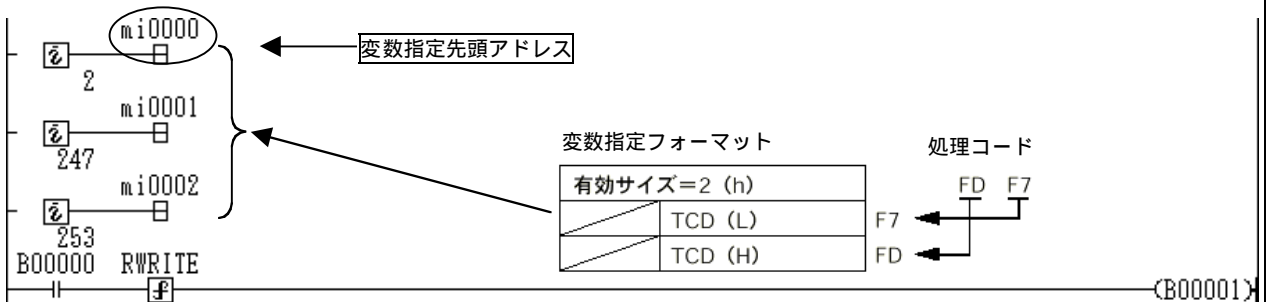 mi0000
変数指定先頭アドレス
i
2
mi0001
i
247
mi0002
i
253
変数指定フォーマット
処理コード
有効サイズ=2 (h)
FD F7
TCD (L)
F7
TCD (H)
FD
B00000 RWRITE
f
(B00001)